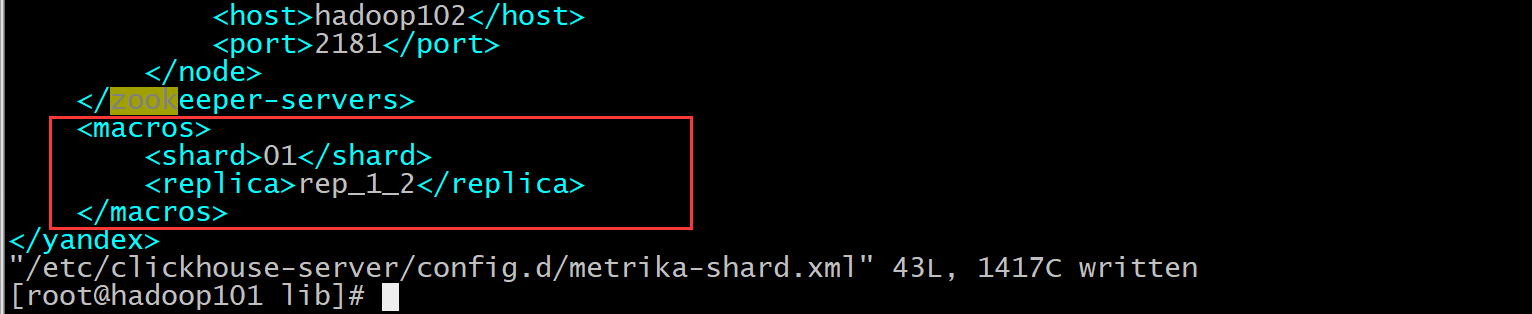 <host>hadoop102</host>
<port>2181</port>
</node>
</zookeeper-servers>
<macros>
<shard>01</shard>
<replica>rep_1_2</replica>
</macros>
</yandex>
"/etc/clickhouse-server/config.d/metrika-shard.xml" 43L, 1417C written
[root@hadoop101 lib]#